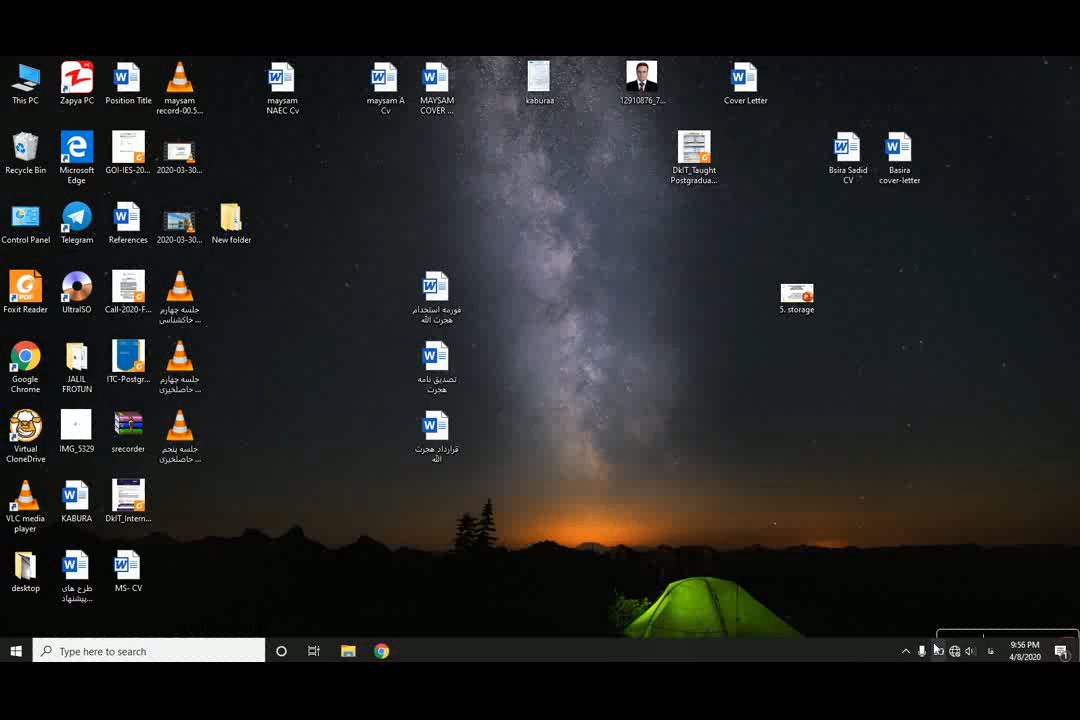 This PC
Zapya PC
Position Title
maysam
record-00.5...
maysam
NAEC Cv
maysam A
Cv
MAYSAM
COVER ...
kaburaa
12910876_7...
Cover Letter
Recycle Bin
Microsoft
Edge
GOI-IES-20...
2020-03-30...
DkIT_Taught
Postgradua...
Bsira Sadid
CV
Basira
cover-letter
Control Panel
Telegram
References
2020-03-30...
New folder
Foxit Reader
UltraISO
Call-2020-F...
جلسه چهارم
خاکشناسی ...
فورمه استخدام
هجرت الله
5. storage
Google
Chrome
JALIL
FROTUN
ITC-Postgr...
جلسه چهارم
حاصلخیزی ...
تصدیق نامه
هجرت
Virtual
CloneDrive
IMG_5329
srecorder
جلسه پنجم
حاصلخیزی ...
قرارداد هجرت
الله
VLC media
player
KABURA
DkIT_Intern...
desktop
طرح های
پیشنهاد...
MS- CV
Type here to search
فا
9:56 PM
4/8/2020
1